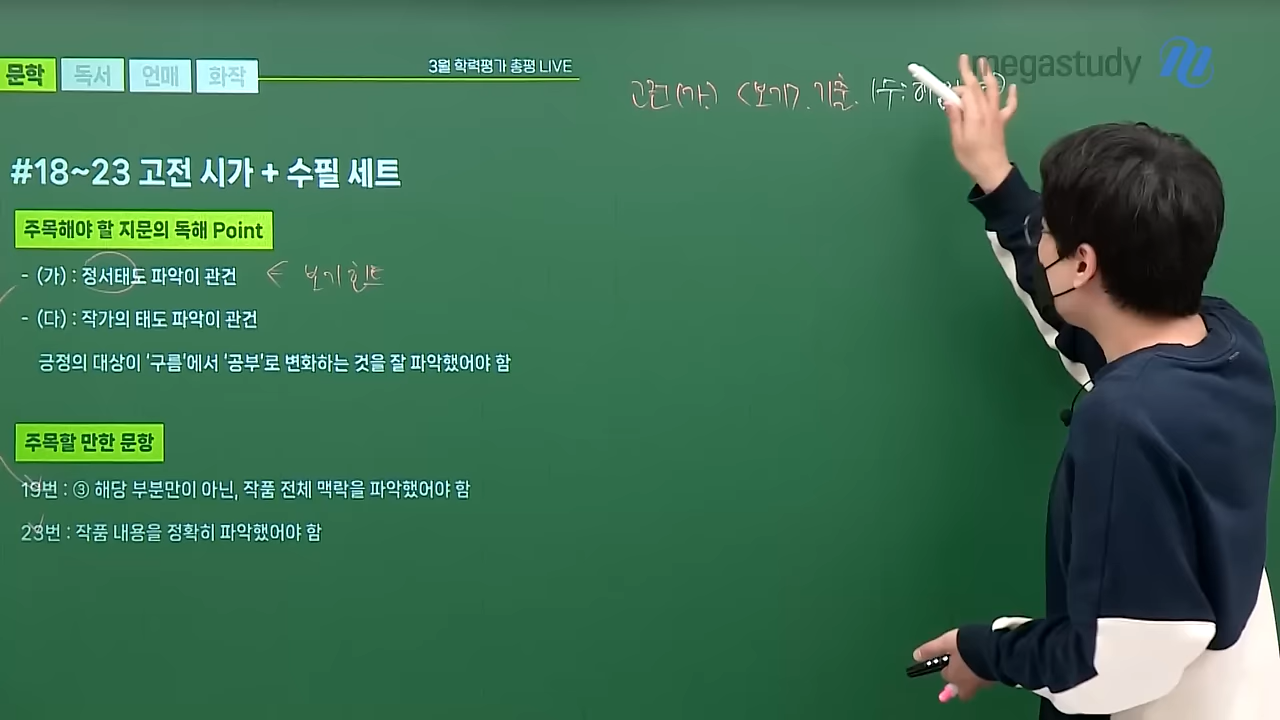 문학 독서 언매 화작
3월 학력평가 총평 LIVE
megastudy
고전(가) <보기>, 기출
#18~23 고전 시가 + 수필 세트
주목해야 할 지문의 독해 Point
- (가) : 정서태도 파악이 관건 ← 보기 힌트
- (다) : 작가의 태도 파악이 관건
긍정의 대상이 '구름'에서 '공부'로 변화하는 것을 잘 파악했어야 함
주목할 만한 문항
19번 : ③ 해당 부분만이 아닌, 작품 전체 맥락을 파악했어야 함
23번 : 작품 내용을 정확히 파악했어야 함